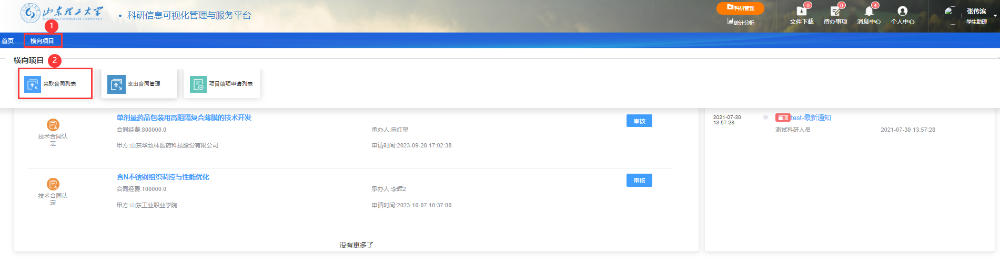 山东理工大学
SHANDONG UNIVERSITY OF TECHNOLOGY
• 科研信息可视化管理与服务平台
科研管理
统计分析
0
文件下载
0
待办事项
4
消息中心
个人中心
张传滨
学生助理
1
首页
横向项目
横向项目
2
来款合同列表
支出合同管理
项目结项申请列表
技术合同认
定
单剂量药品包装用高阻隔复合薄膜的技术开发
合同经费:800000.0
承办人:申红望
甲方:山东华致林医药科技股份有限公司
申请时间:2023-09-28 17:02:38
审核
技术合同认
定
含N不锈钢组织调控与性能优化
合同经费:100000.0
承办人:李辉2
甲方:山东工业职业学院
申请时间:2023-10-07 10:37:00
审核
没有更多了
2021-07-30
13:57:28
置顶test-最新通知
测试科研人员
2021-07-30 13:57:28